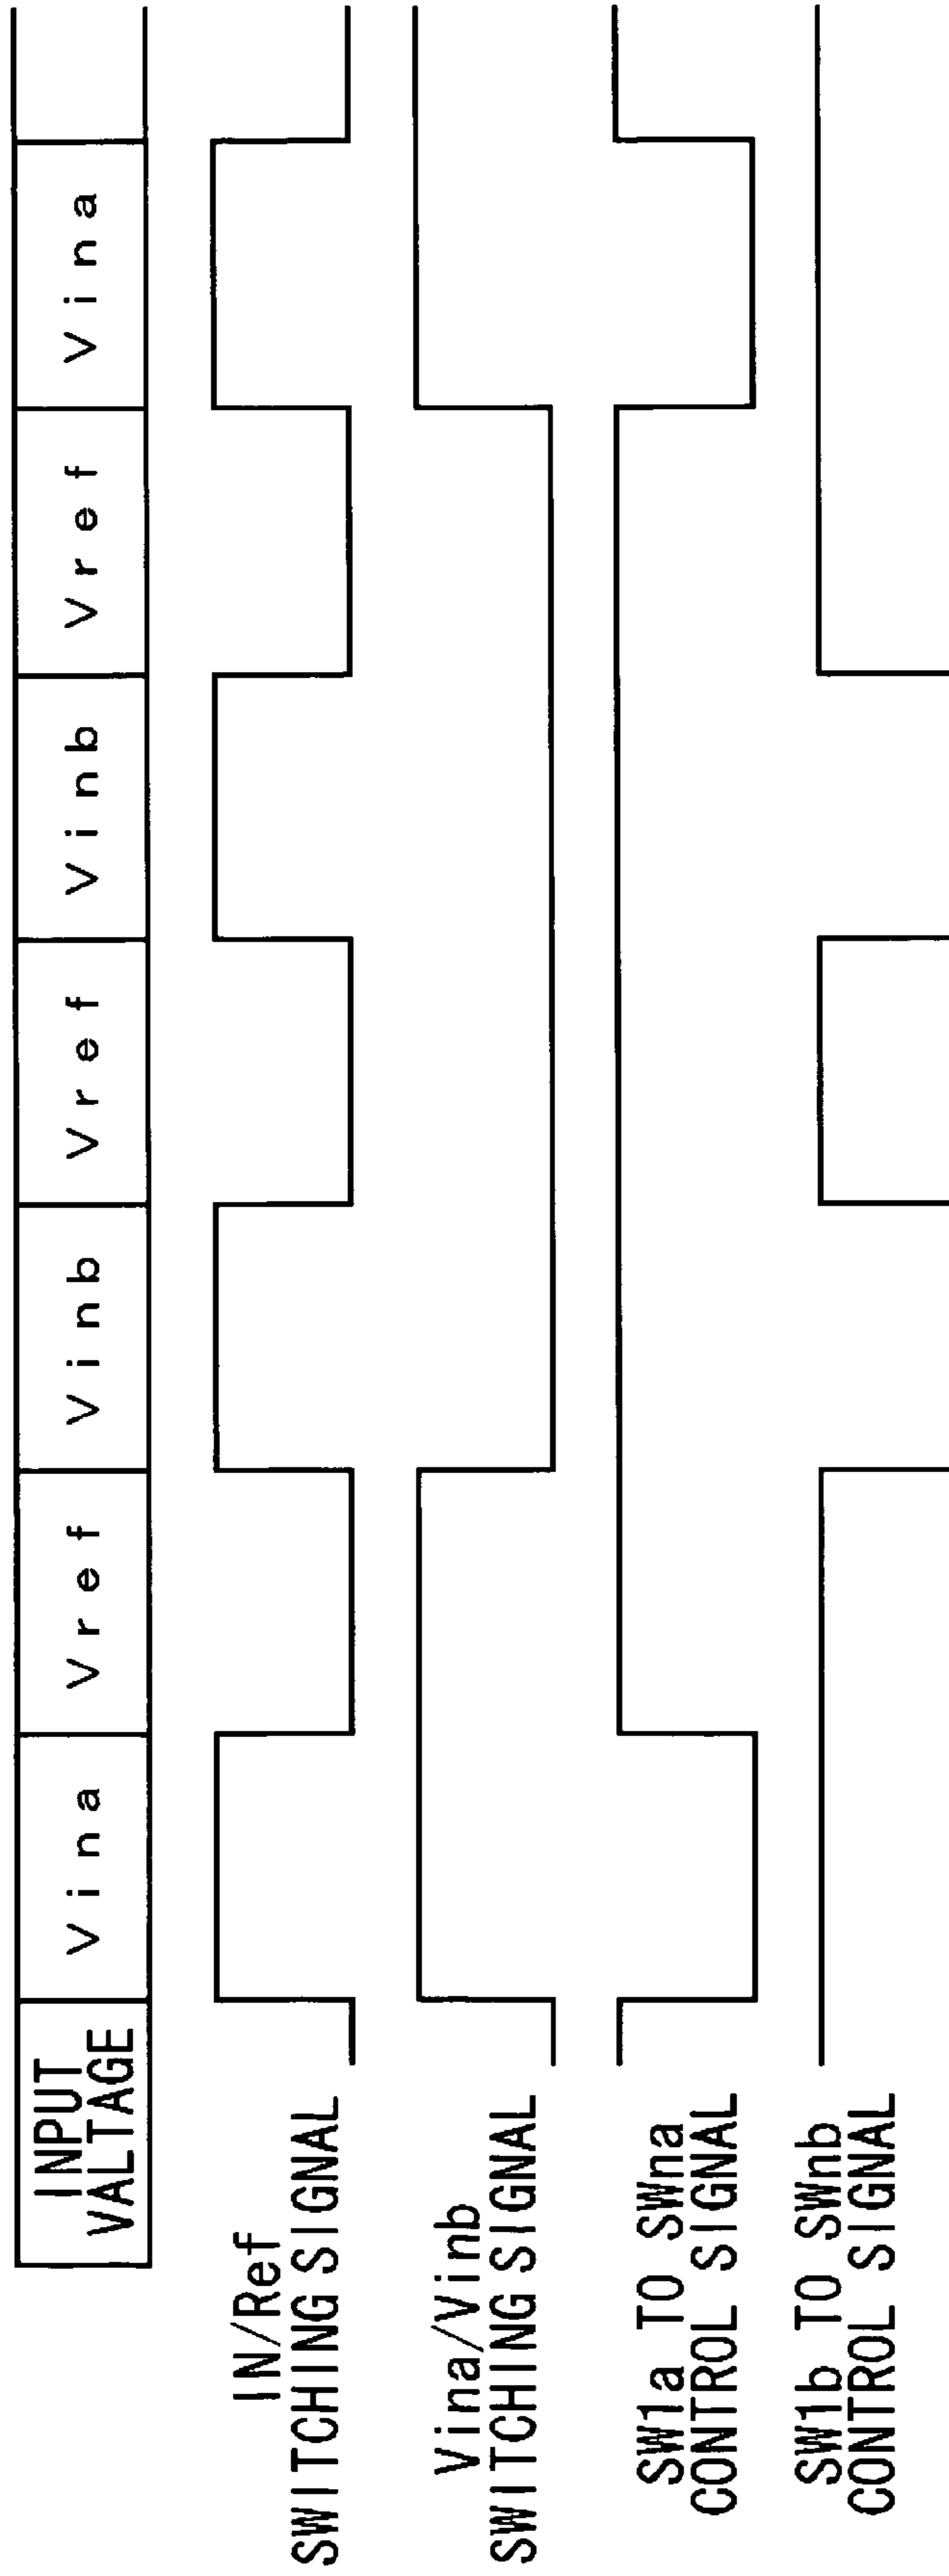 INPUT
VALTAGE
Vina
Vref
Vinb
Vref
Vinb
Vref
Vina
IN/Ref
SWITCHING SIGNAL
Vina/Vinb
SWITCHING SIGNAL
SW1a TO SWna
CONTROL SIGNAL
SW1b TO SWnb
CONTROL SIGNAL